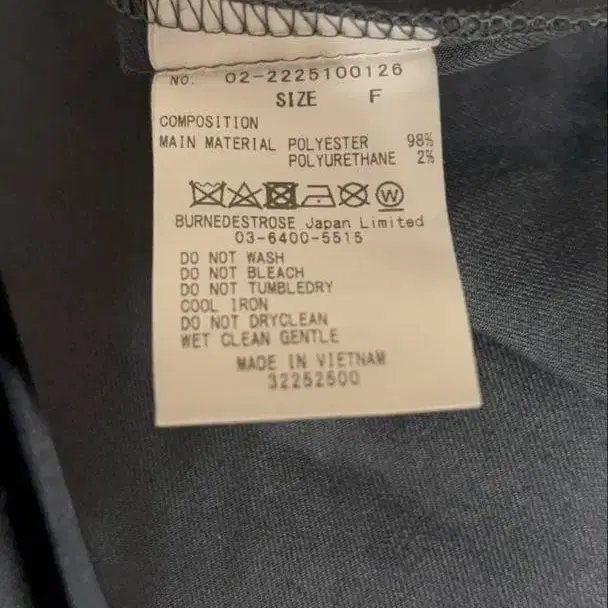 NO. 02-2225100126
SIZE F
COMPOSITION
MAIN MATERIAL POLYESTER 98%
POLYURETHANE 2%
W
BURNEDESTROSE Japan Limited
03-6400-5515
DO NOT WASH
DO NOT BLEACH
DO NOT TUMBLEDRY
COOL IRON
DO NOT DRYCLEAN
WET CLEAN GENTLE
MADE IN VIETNAM
32252500